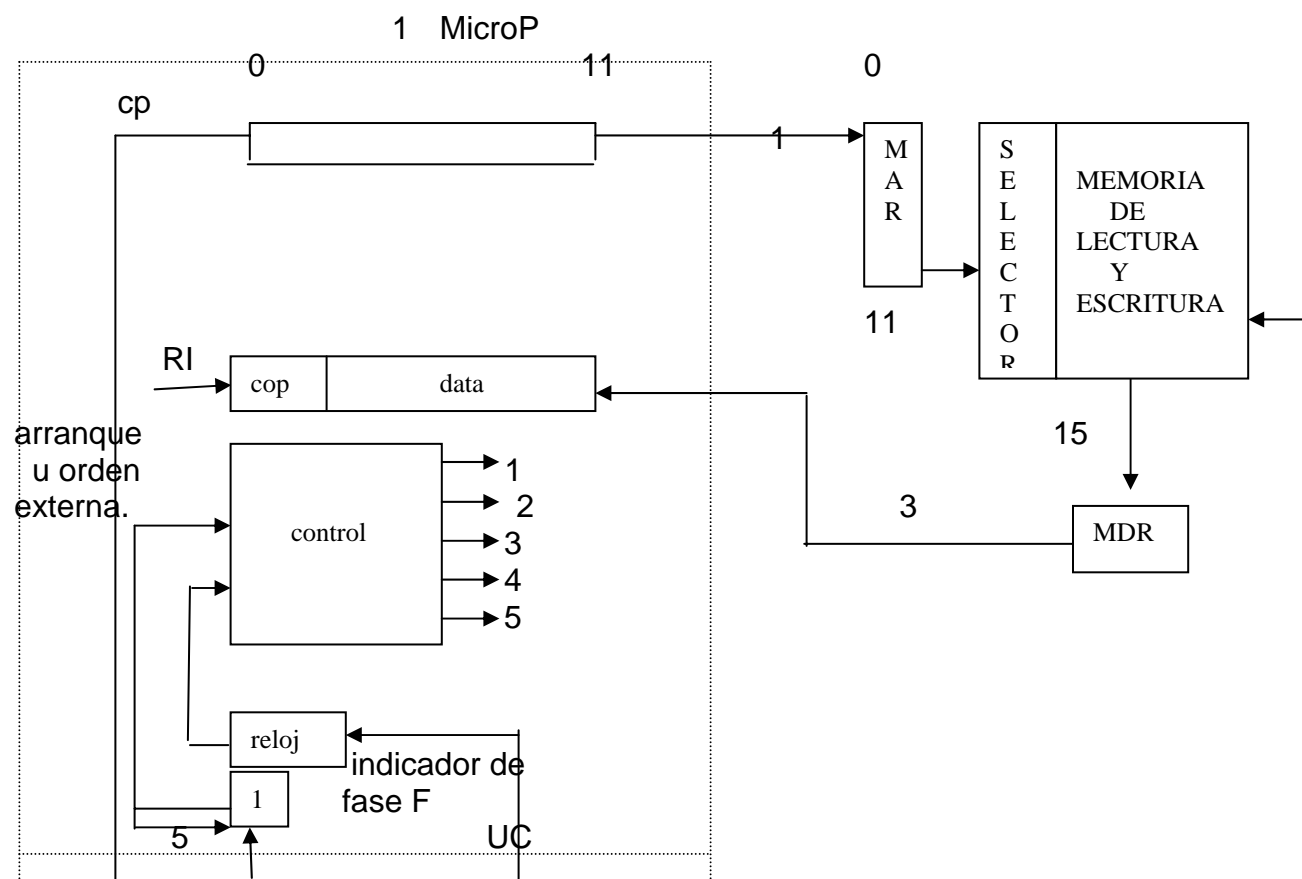 1 MicroP
0 11 0
cp
1
M
A
R
S
E
L
E
C
T
O
R
MEMORIA
DE
LECTURA
Y
ESCRITURA
11
RI
cop data
arranque
u orden
externa.
15
control
1
2
3
4
5
3
MDR
reloj
indicador de
fase F
1
5
UC